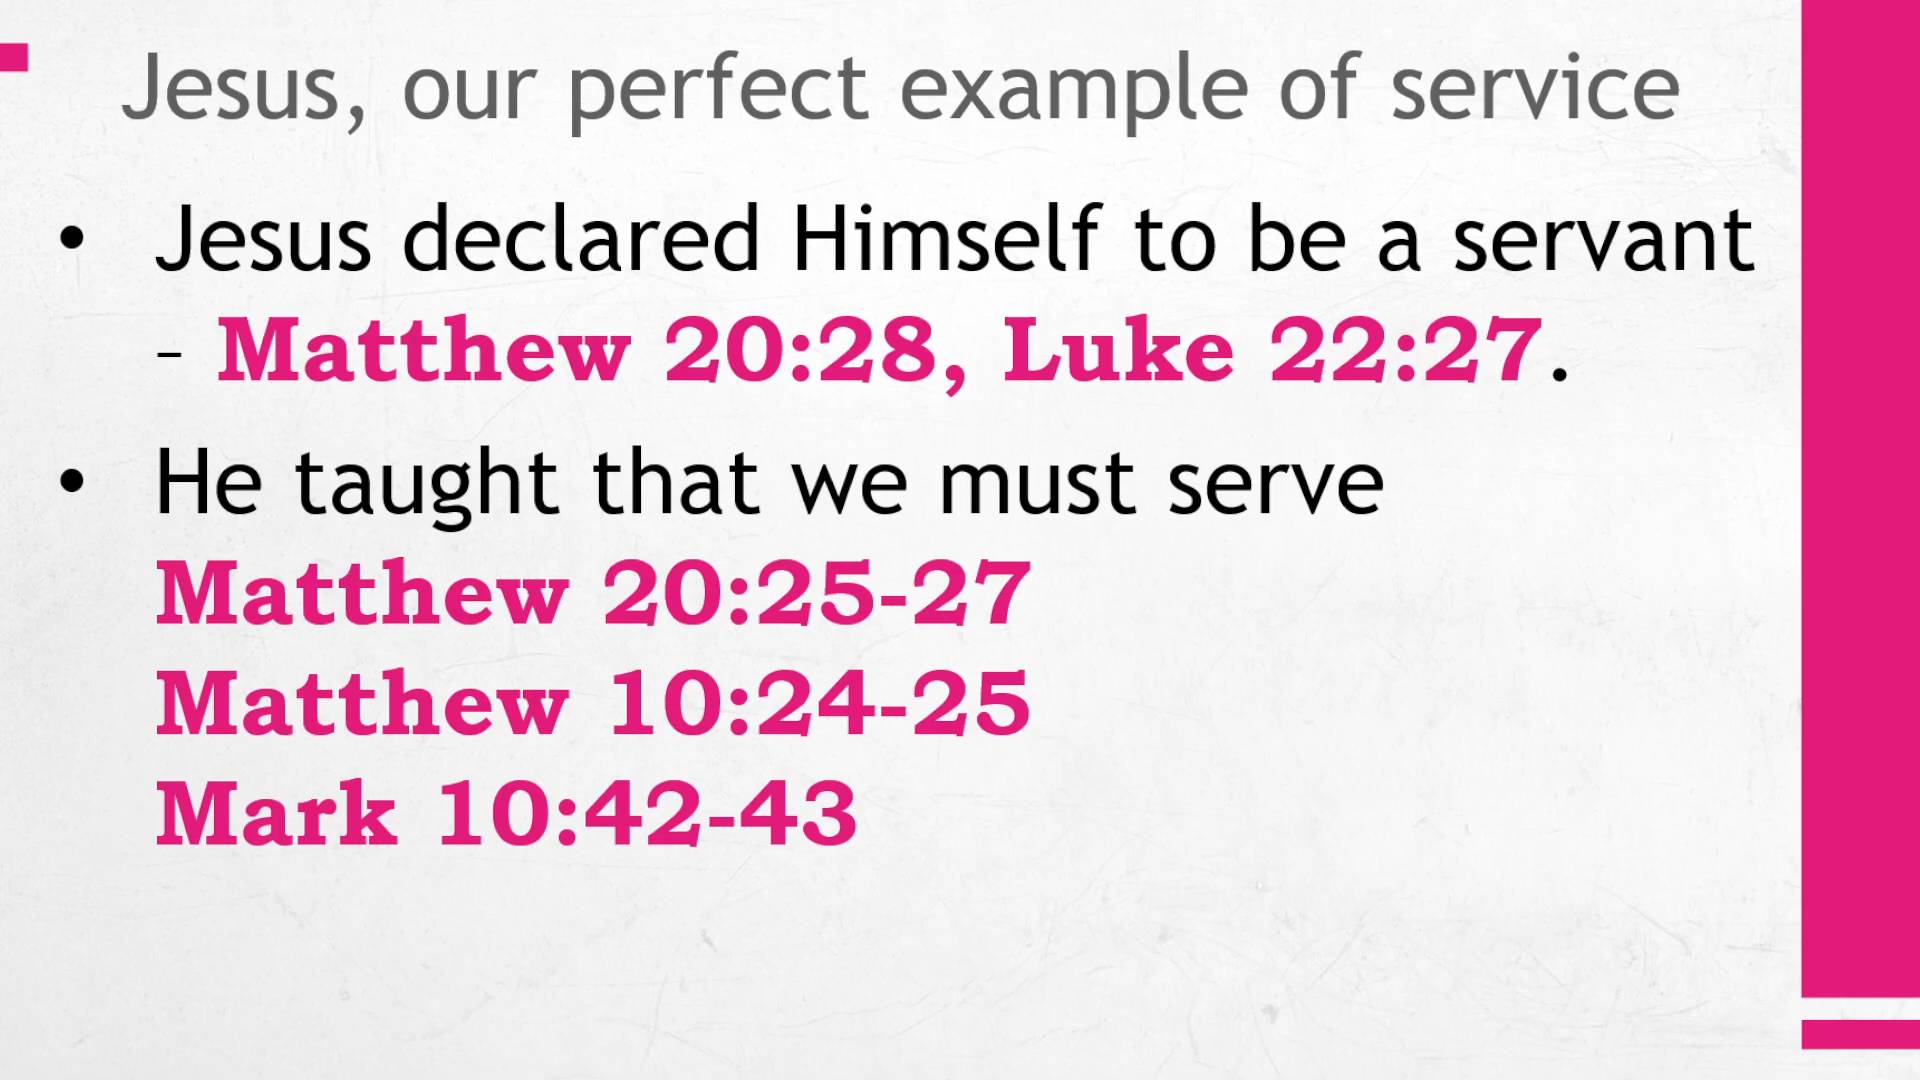 Jesus, our perfect example of service
• Jesus declared Himself to be a servant
– Matthew 20:28, Luke 22:27.
• He taught that we must serve
Matthew 20:25-27
Matthew 10:24-25
Mark 10:42-43